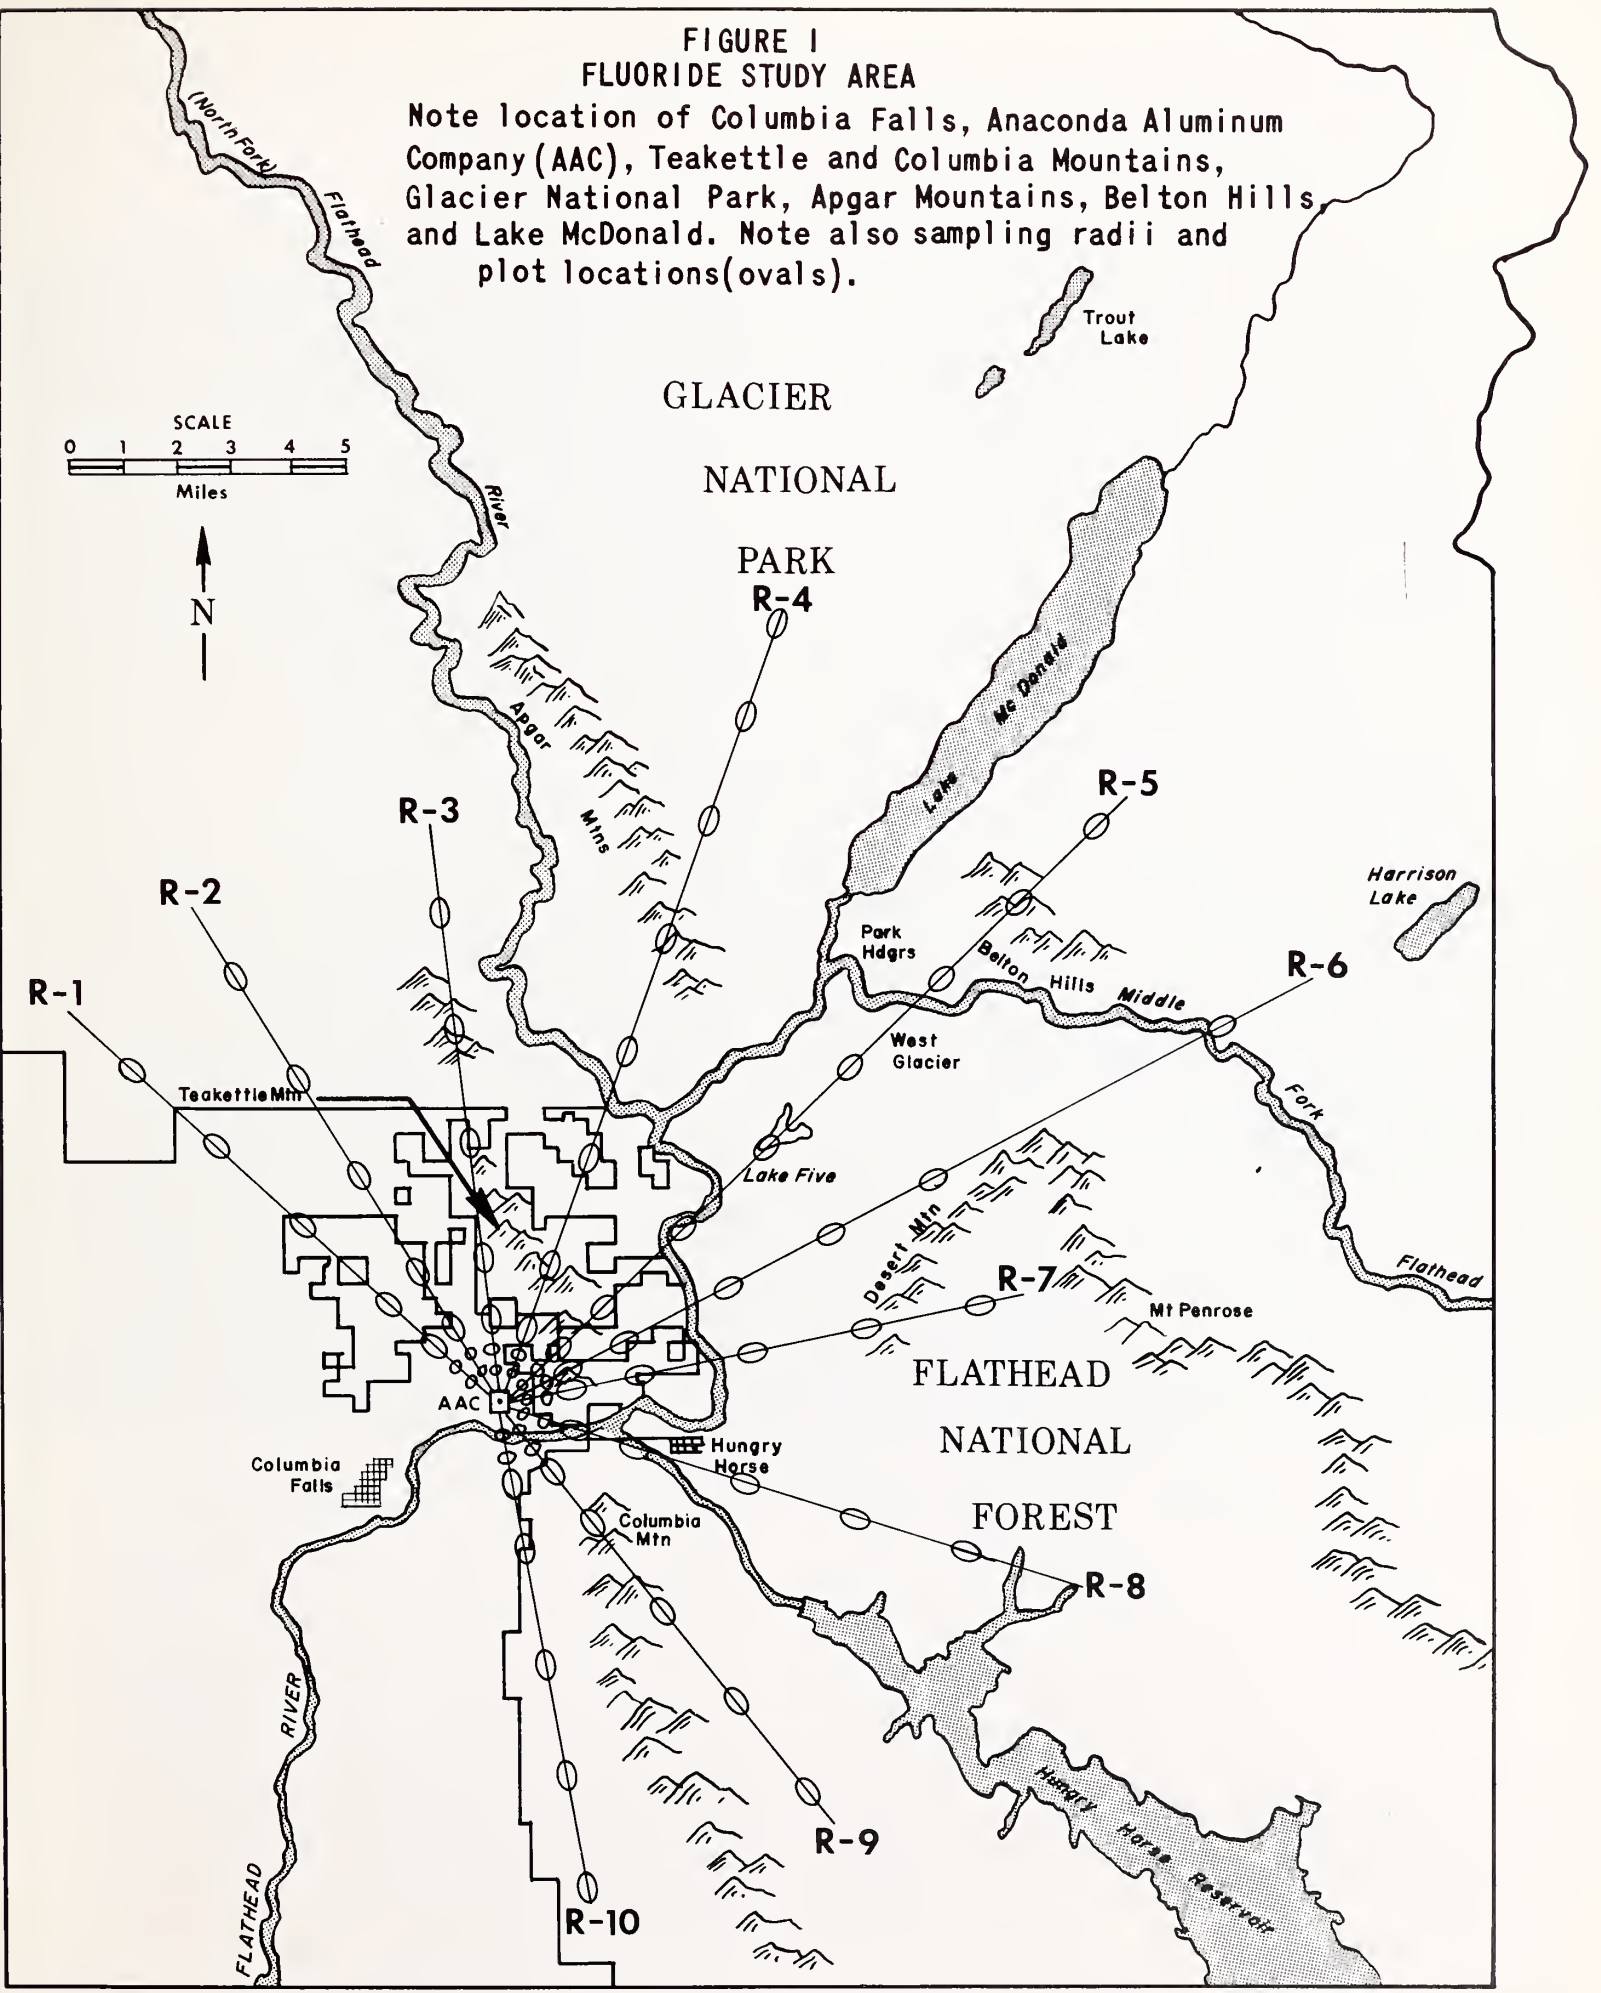 FIGURE I
FLUORIDE STUDY AREA
Note location of Columbia Falls, Anaconda Aluminum
Company (AAC), Teakettle and Columbia Mountains,
Glacier National Park, Apgar Mountains, Belton Hills,
and Lake McDonald. Note also sampling radii and
plot locations(ovals).
(North Fork)
Flathead
River
Trout
Lake
GLACIER
NATIONAL
PARK
SCALE
0 1 2 3 4 5
Miles
N
R-4
Apgar
Mtns
Lake Mc Donald
R-3
R-5
R-2
Harrison
Lake
Park
Hdqrs
Belton Hills
Middle
Fork
Flathead
R-6
R-1
West
Glacier
Teakettle Mtn
Lake Five
Desert Mtn
R-7
Mt Penrose
FLATHEAD
NATIONAL
FOREST
AAC
Columbia
Falls
Hungry
Horse
Columbia
Mtn
R-8
FLATHEAD RIVER
Hungry Horse Reservoir
R-9
R-10